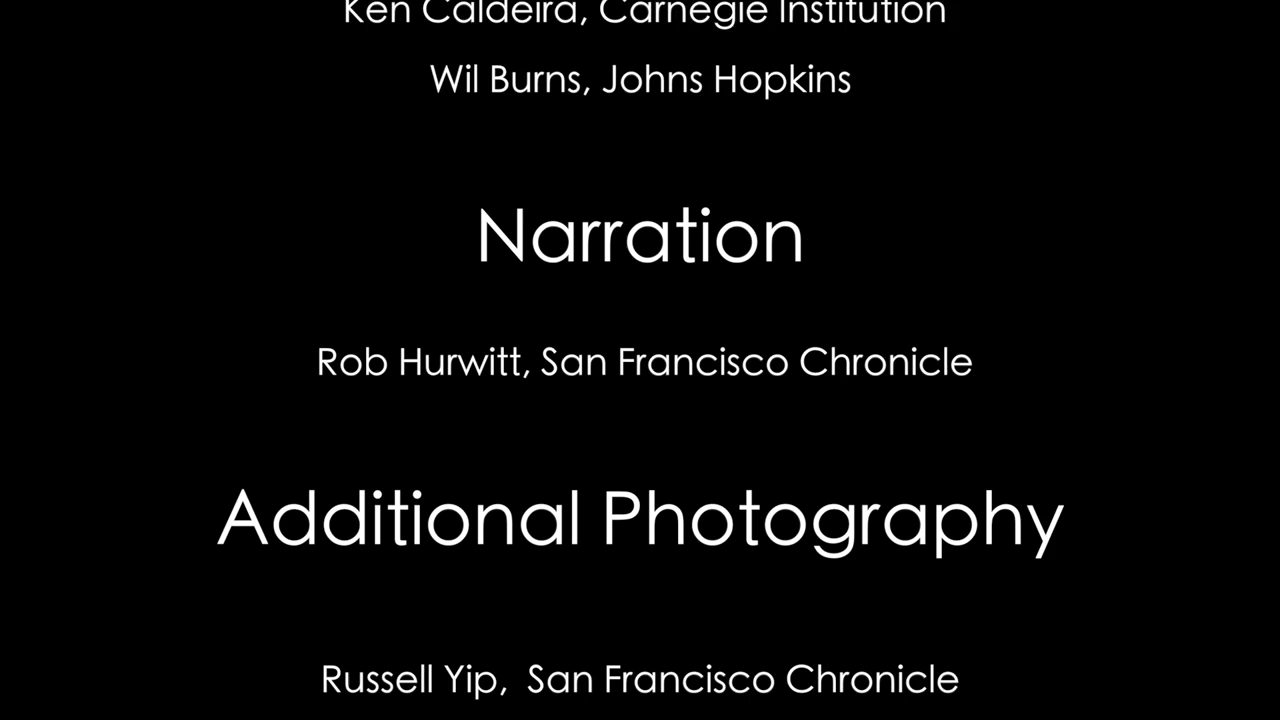 Ken Caldeira, Carnegie Institution
Wil Burns, Johns Hopkins
Narration
Rob Hurwitt, San Francisco Chronicle
Additional Photography
Russell Yip, San Francisco Chronicle